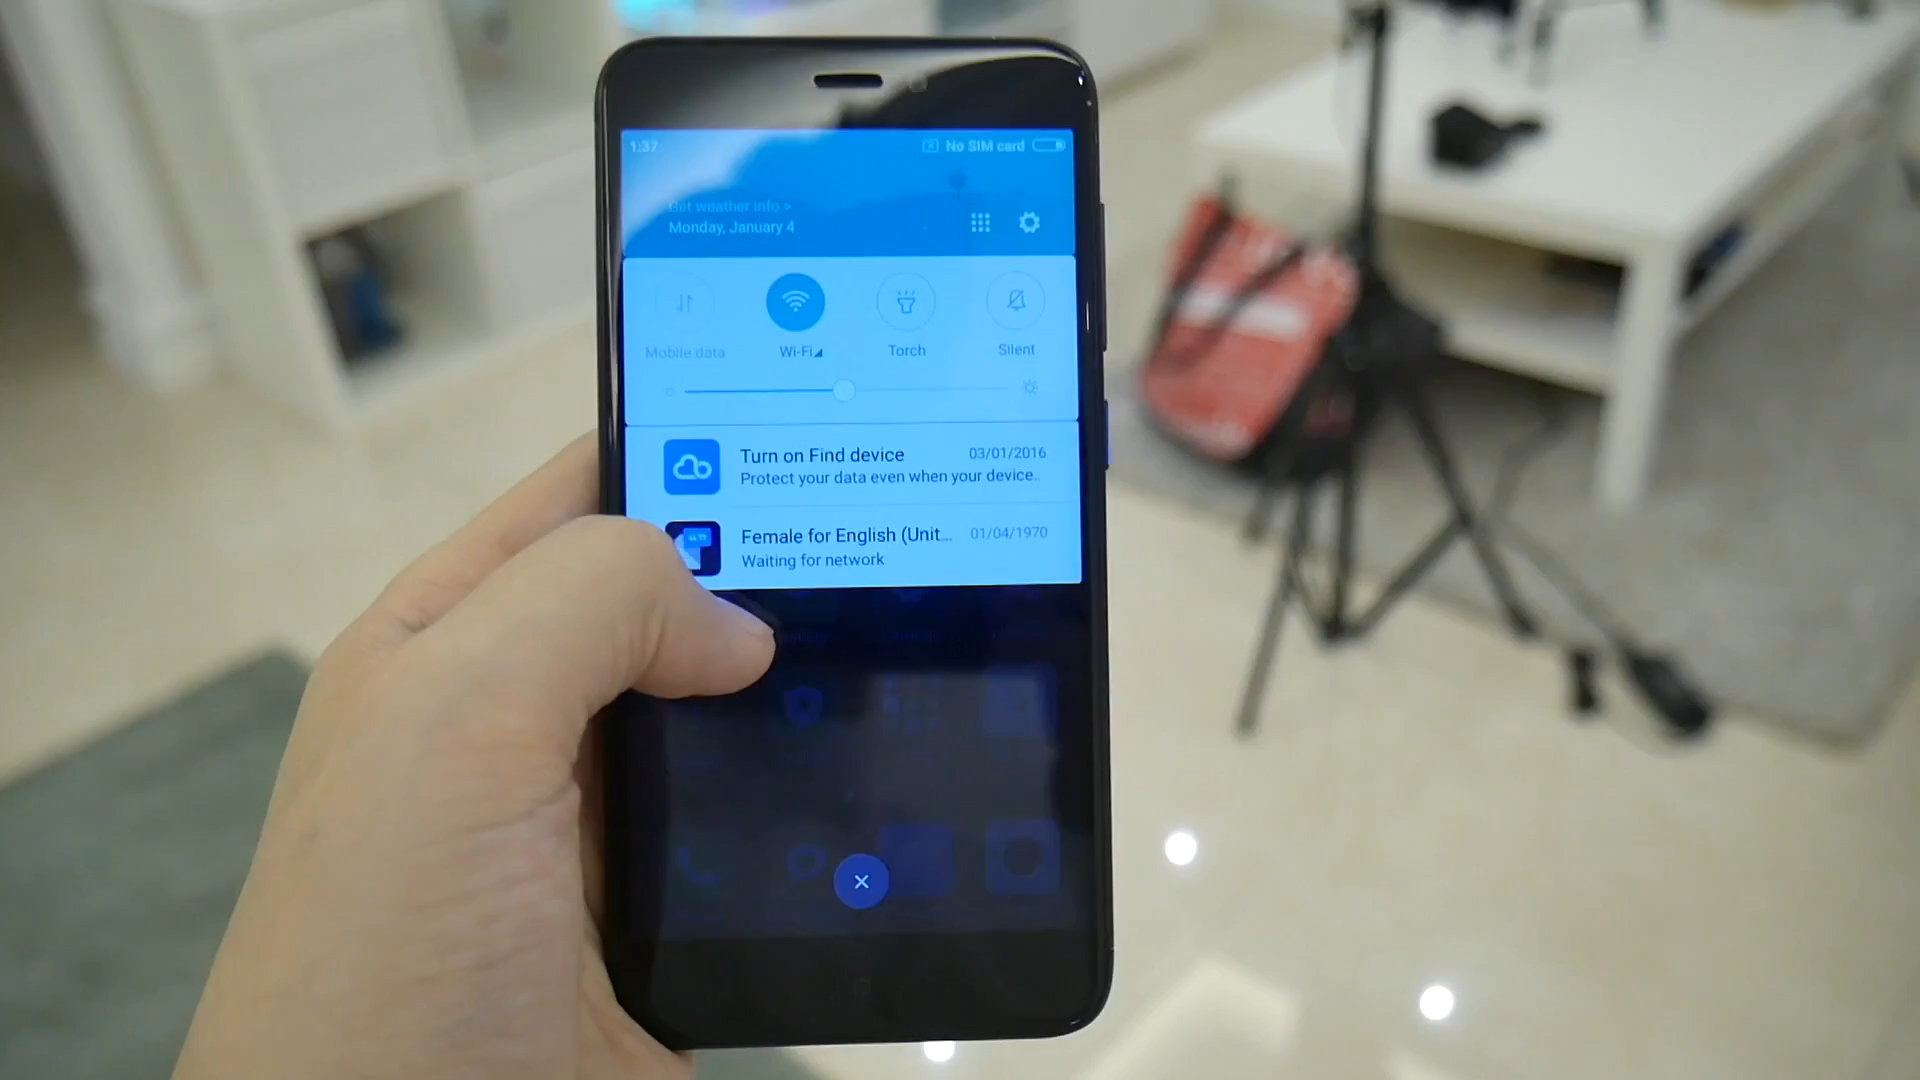 1:37
No SIM card
Get weather info >
Monday, January 4
Mobile data
Wi-Fi
Torch
Silent
Turn on Find device
03/01/2016
Protect your data even when your device..
Female for English (Unit...
01/04/1970
Waiting for network